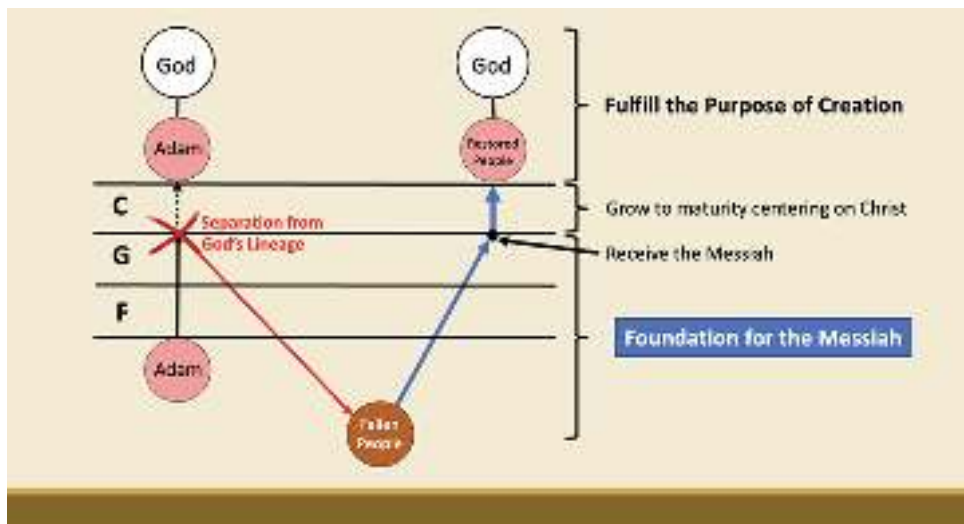 God
God
Fulfill the Purpose of Creation
Adam
Restored
People
C
Separation from
God's Lineage
Grow to maturity centering on Christ
G
Receive the Messiah
F
Foundation for the Messiah
Adam
Fallen
People